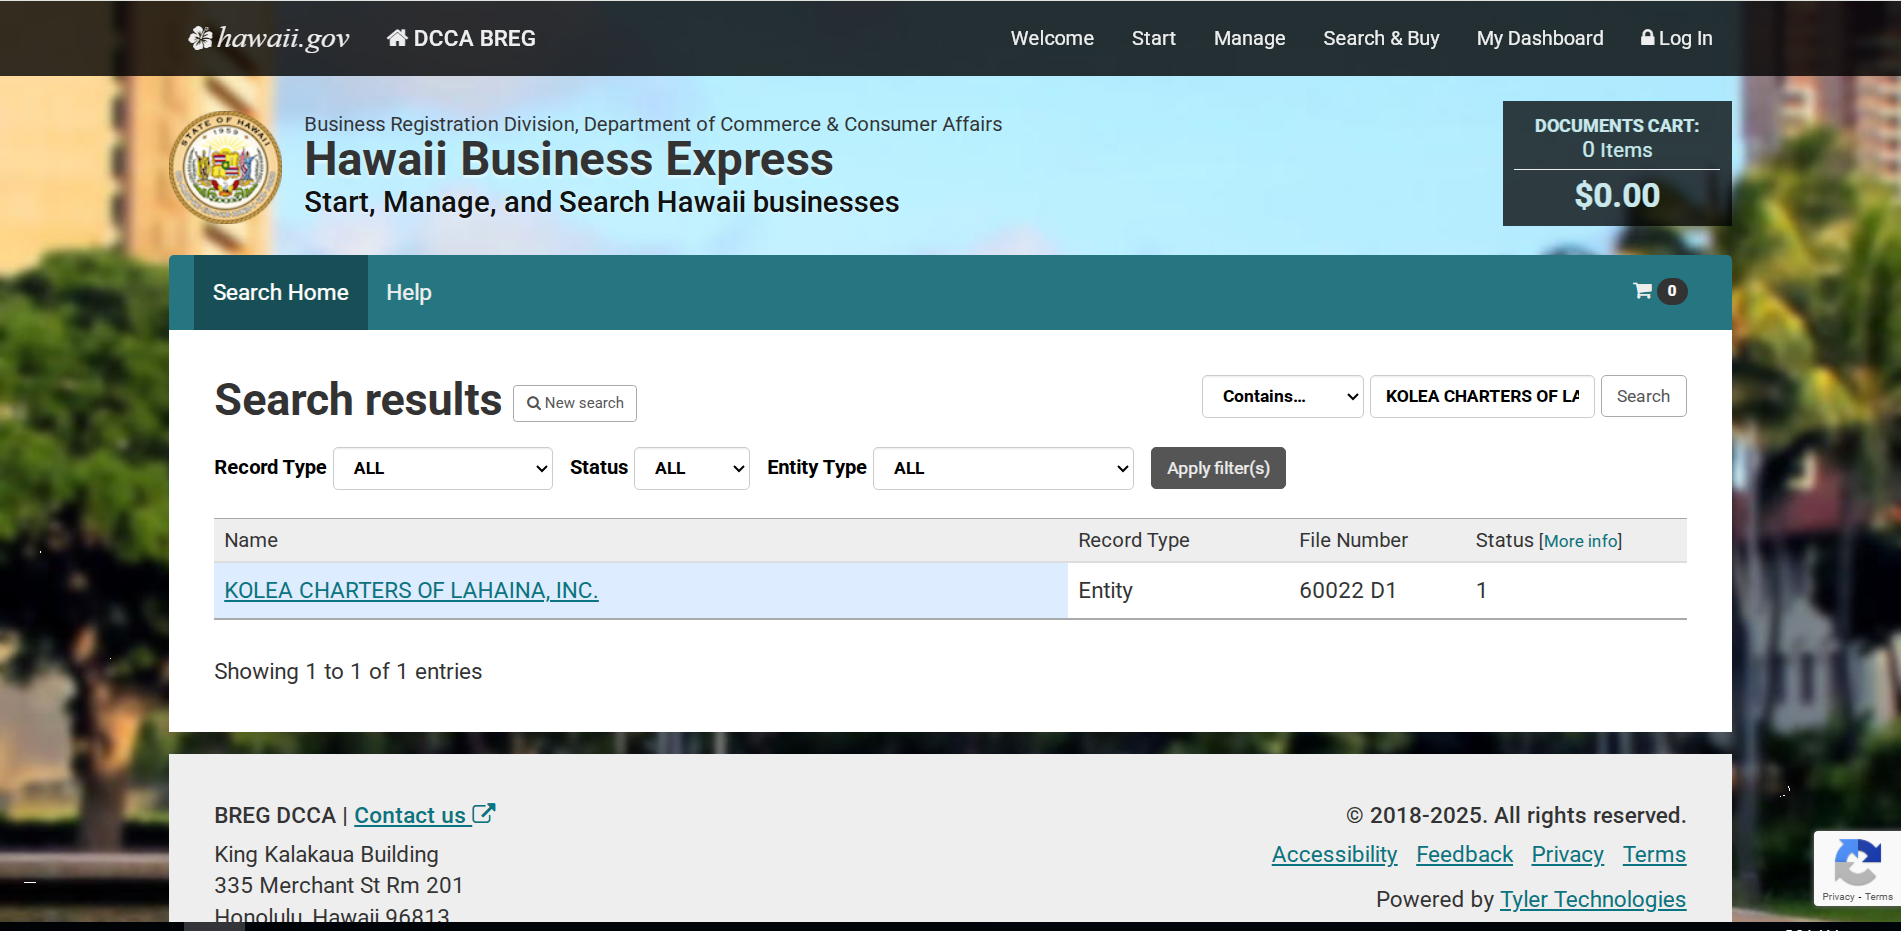 hawaii.gov DCCA BREG Welcome Start Manage Search & Buy My Dashboard Log In
STATE OF HAWAII
1959
Business Registration Division, Department of Commerce & Consumer Affairs
Hawaii Business Express
Start, Manage, and Search Hawaii businesses
DOCUMENTS CART:
0 Items
$0.00
Search Home Help 0
Search results New search Contains... KOLEA CHARTERS OF LA Search
Record Type ALL Status ALL Entity Type ALL Apply filter(s)
Name Record Type File Number Status [More info]
KOLEA CHARTERS OF LAHAINA, INC. Entity 60022 D1 1
Showing 1 to 1 of 1 entries
BREG DCCA | Contact us
King Kalakaua Building
335 Merchant St Rm 201
Honolulu, Hawaii 96813
© 2018-2025. All rights reserved.
Accessibility Feedback Privacy Terms
Powered by Tyler Technologies
Privacy - Terms